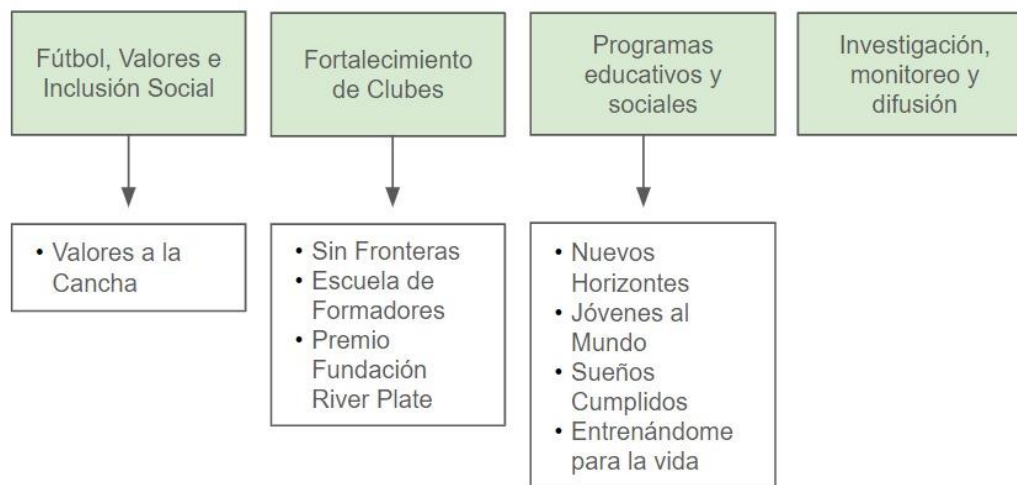 Fútbol, Valores e
Inclusión Social
Fortalecimiento
de Clubes
Programas
educativos y
sociales
Investigación,
monitoreo y
difusión
• Valores a la
Cancha
• Sin Fronteras
• Escuela de
Formadores
• Premio
Fundación
River Plate
• Nuevos
Horizontes
• Jóvenes al
Mundo
• Sueños
Cumplidos
• Entrenándome
para la vida